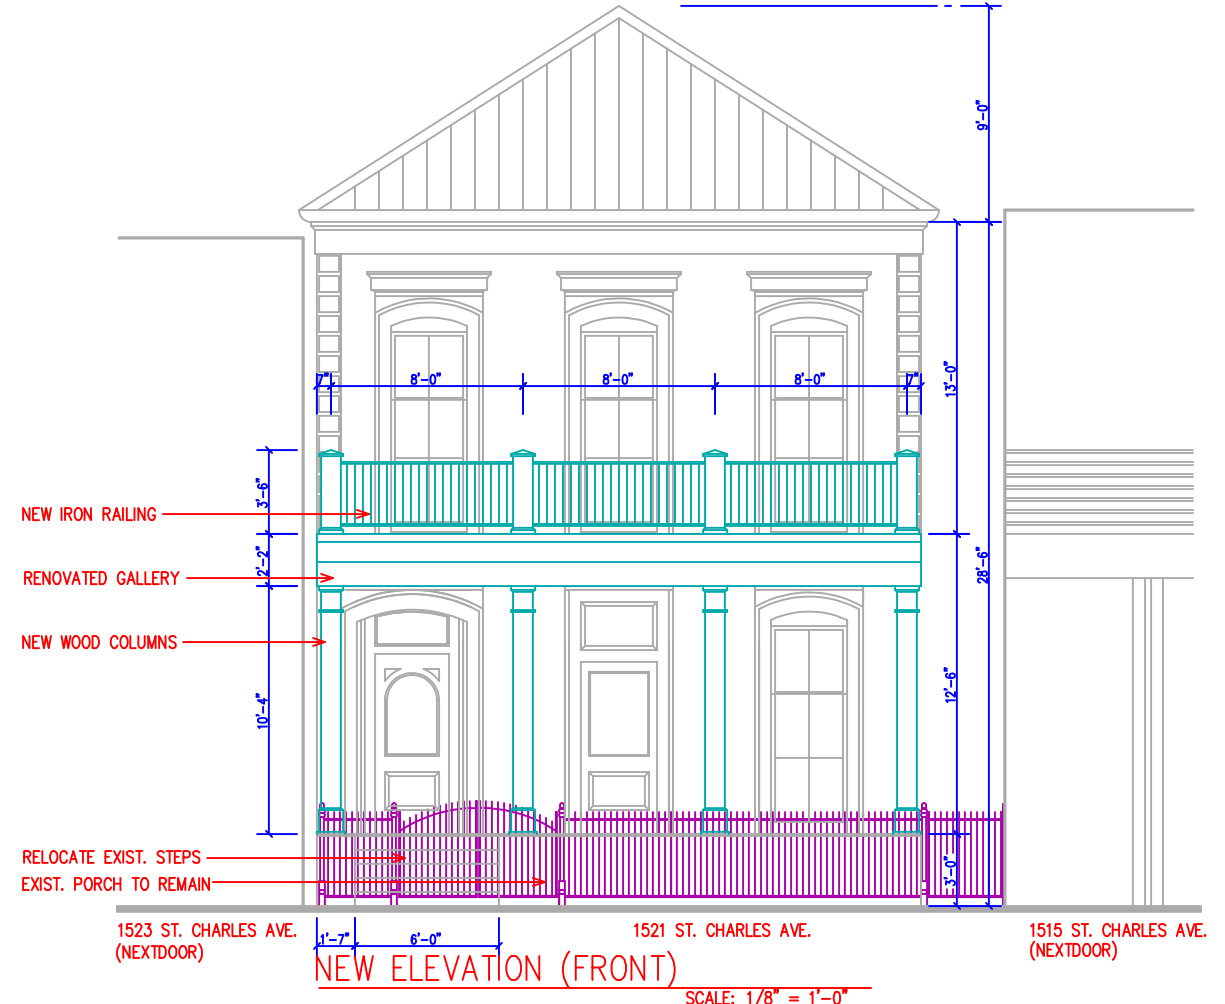 9'-0"
7" 8'-0" 8'-0" 8'-0" 7"
13'-0"
3'-6"
NEW IRON RAILING
2'-2"
28'-6"
RENOVATED GALLERY
NEW WOOD COLUMNS
10'-4"
12'-6"
RELOCATE EXIST. STEPS
3'-0"
EXIST. PORCH TO REMAIN
1523 ST. CHARLES AVE.
(NEXTDOOR)
1'-7" 6'-0"
1521 ST. CHARLES AVE.
1515 ST. CHARLES AVE.
(NEXTDOOR)
NEW ELEVATION (FRONT)
SCALE: 1/8" = 1'-0"